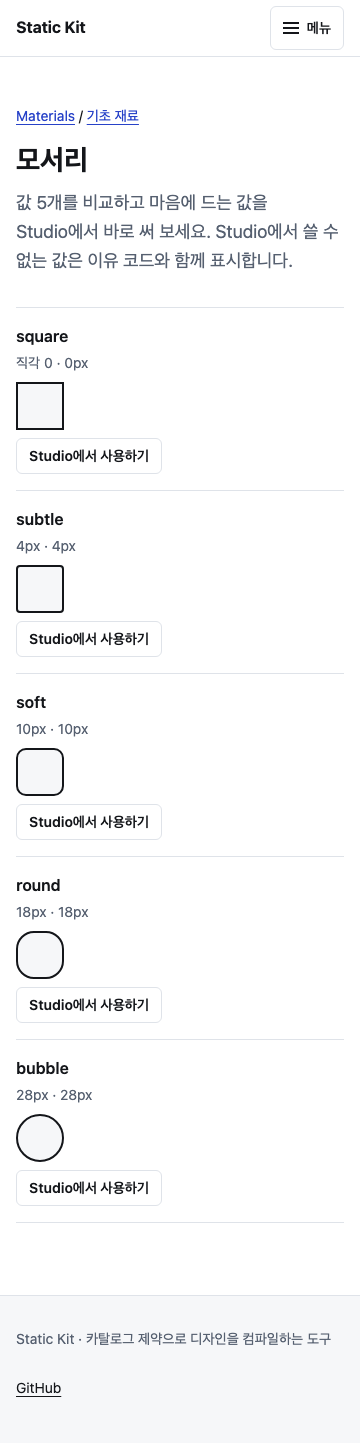 Static Kit
메뉴
Materials / 기초 재료
모서리
값 5개를 비교하고 마음에 드는 값을
Studio에서 바로 써 보세요. Studio에서 쓸 수
없는 값은 이유 코드와 함께 표시합니다.
square
직각 0 · 0px
Studio에서 사용하기
subtle
4px · 4px
Studio에서 사용하기
soft
10px · 10px
Studio에서 사용하기
round
18px · 18px
Studio에서 사용하기
bubble
28px · 28px
Studio에서 사용하기
Static Kit · 카탈로그 제약으로 디자인을 컴파일하는 도구
GitHub